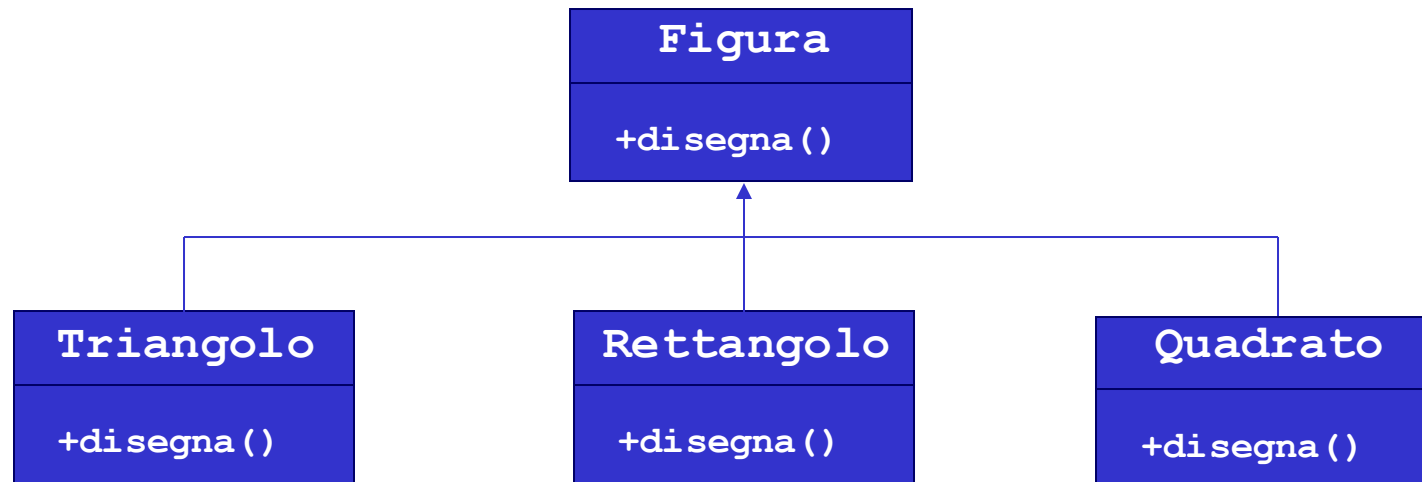 Figura
+disegna()
Triangolo
Rettangolo
Quadrato
+disegna()
+disegna()
+disegna()